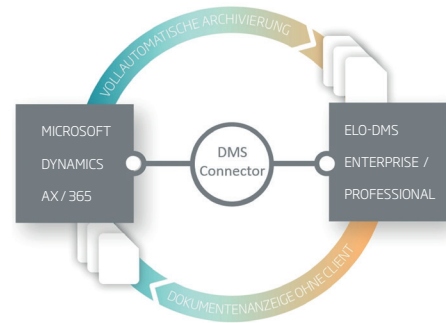 VOLLAUTOMATISCHE ARCHIVIERUNG
MICROSOFT
DYNAMICS
AX / 365
DMS
Connector
ELO-DMS
ENTERPRISE /
PROFESSIONAL
DOKUMENTENANZEIGE OHNE CLIENT